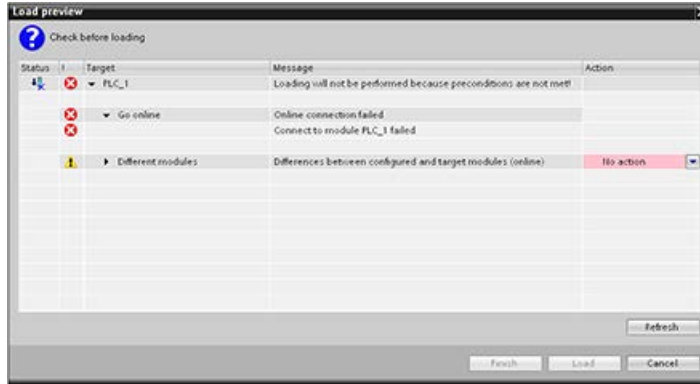 Load preview
Check before loading
Status ! Target Message Action
PLC_1 Loading will not be performed because preconditions are not met!
Go online Online connection failed
Connect to module PLC_1 failed
Different modules Differences between configured and target modules (online) No action
Refresh
Finish Load Cancel